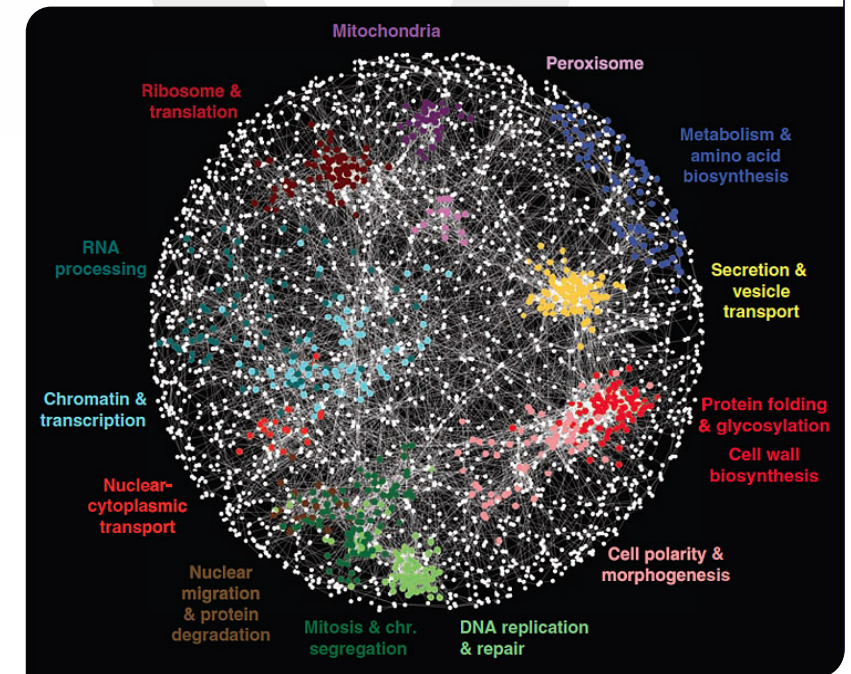 Mitochondria
Peroxisome
Ribosome &
translation
Metabolism &
amino acid
biosynthesis
RNA
processing
Secretion &
vesicle
transport
Chromatin &
transcription
Protein folding
& glycosylation
Cell wall
biosynthesis
Nuclear-
cytoplasmic
transport
Cell polarity &
morphogenesis
Nuclear
migration
& protein
degradation
Mitosis & chr.
segregation
DNA replication
& repair